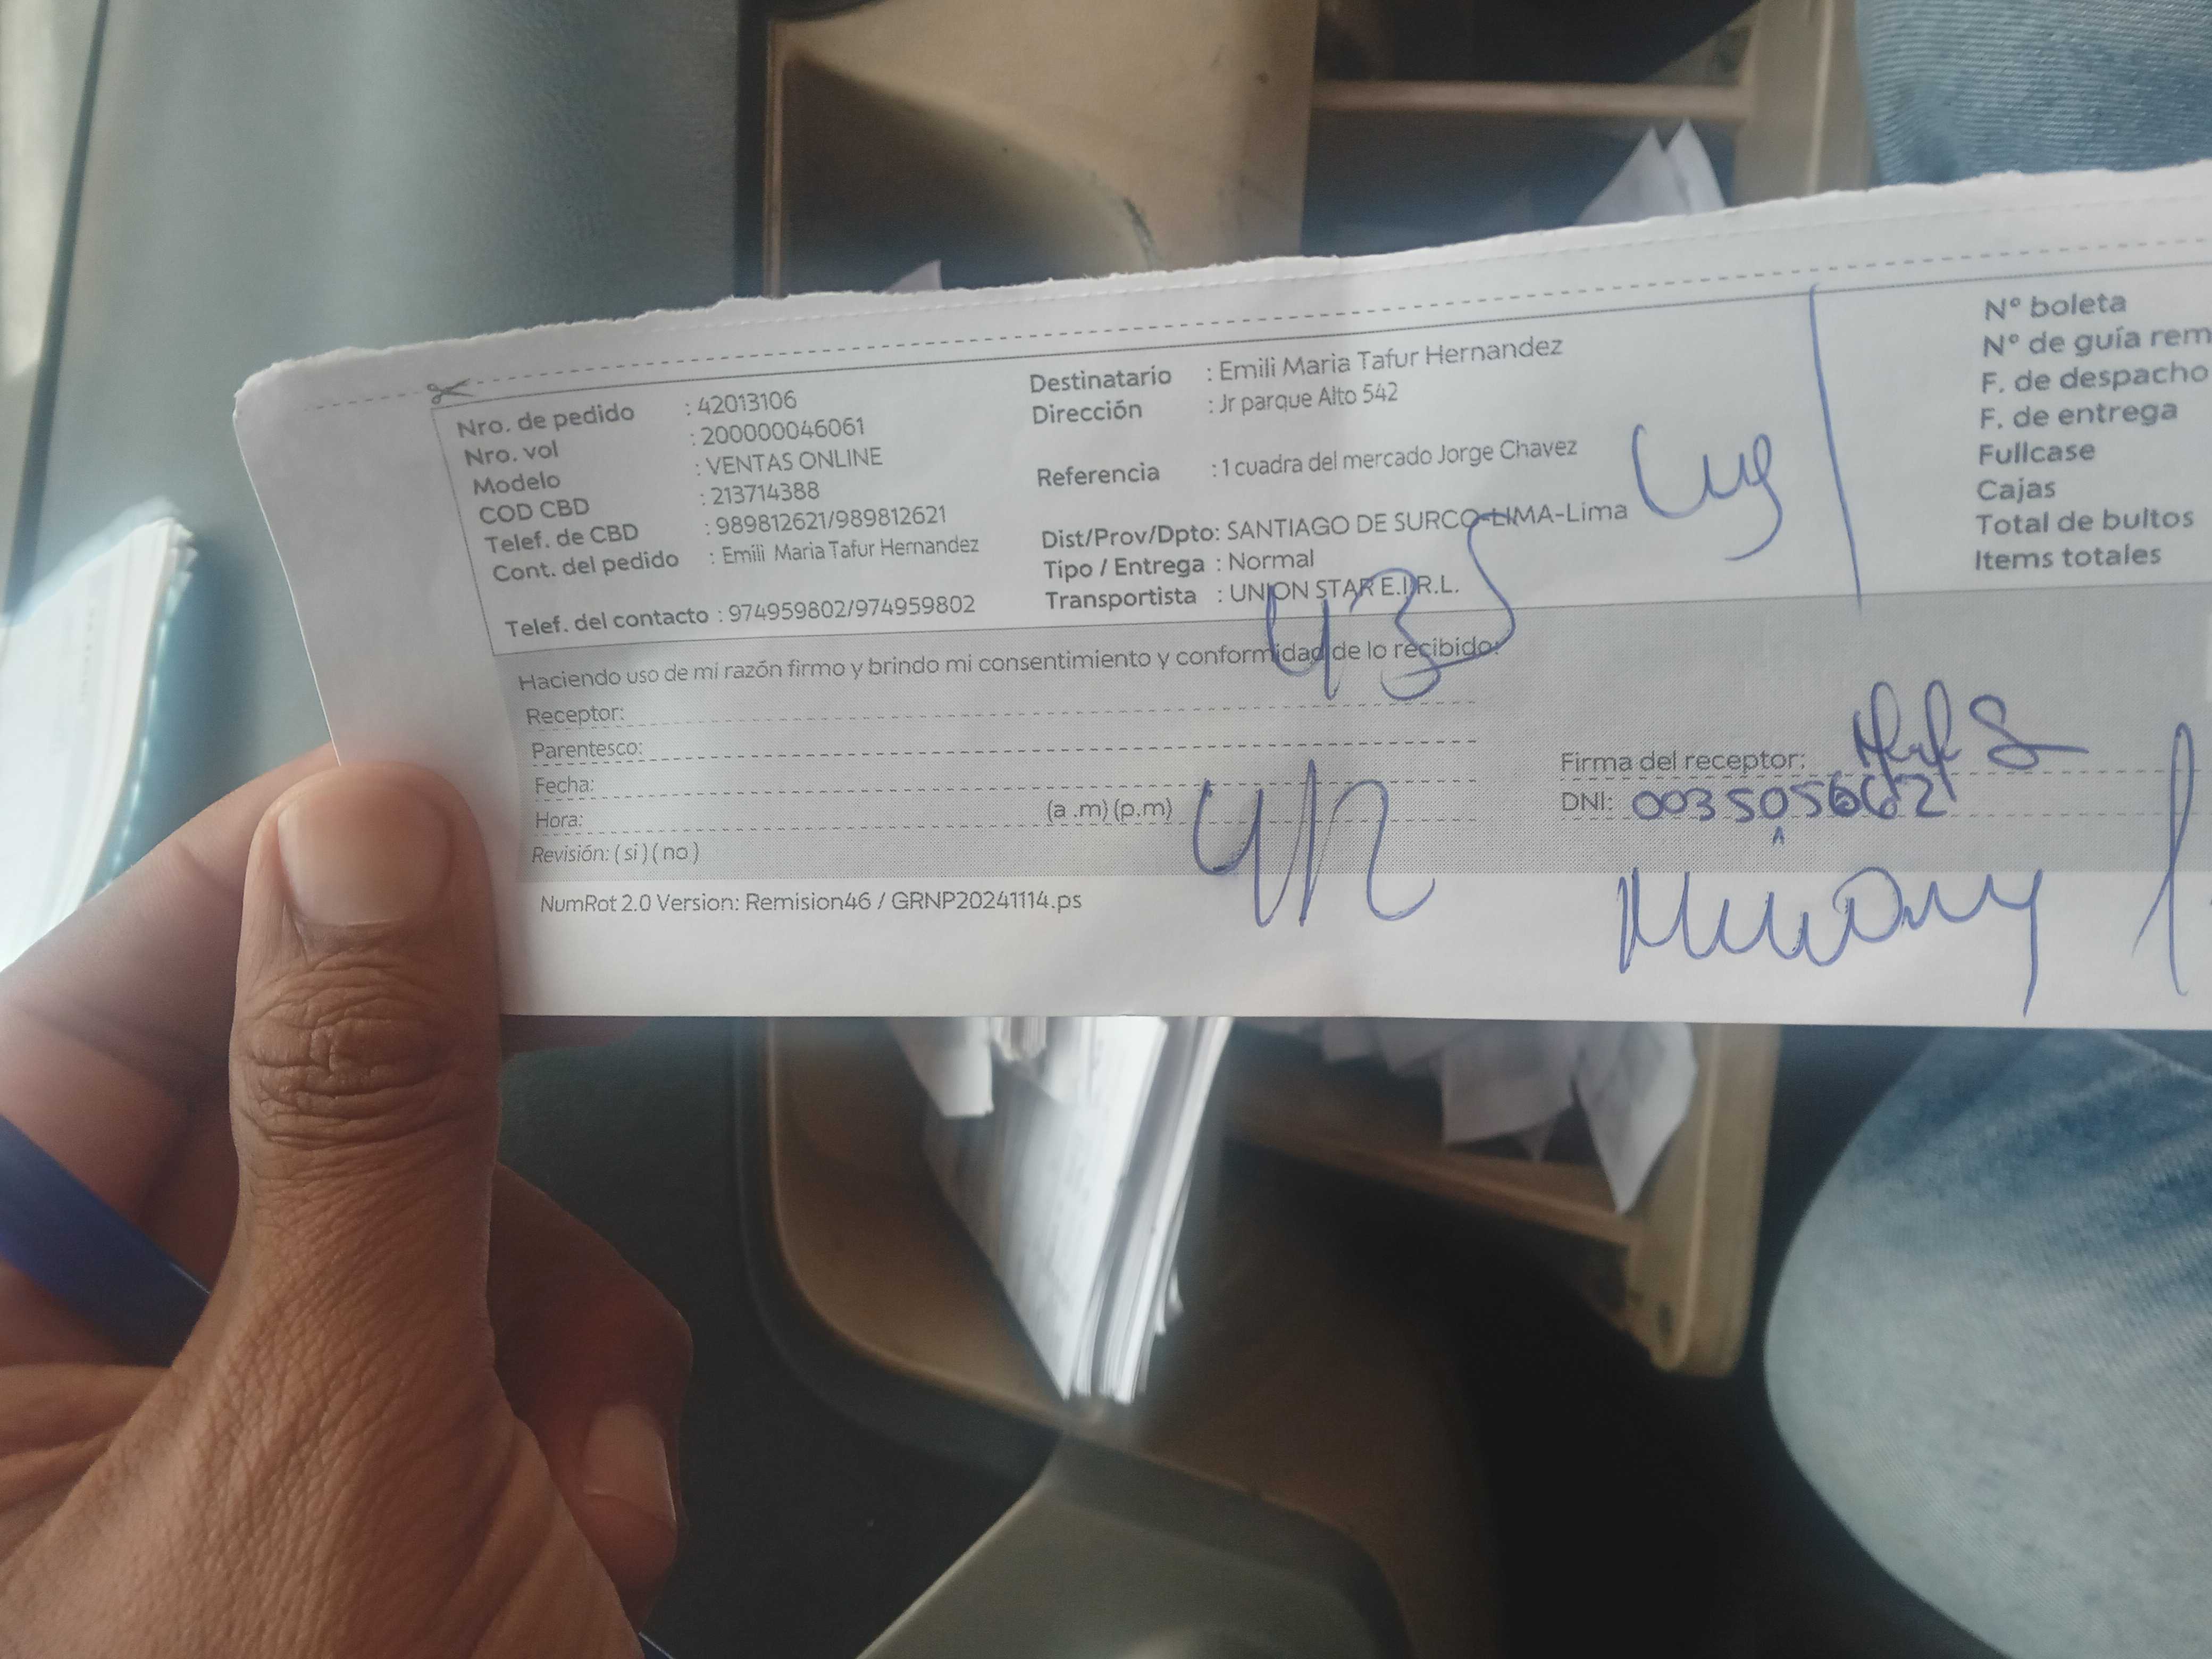 Nro. de pedido : 42013106
Nro. vol : 200000046061
Modelo : VENTAS ONLINE
COD CBD : 213714388
Telef. de CBD : 989812621/989812621
Cont. del pedido : Emili Maria Tafur Hernandez
Telef. del contacto : 974959802/974959802
Destinatario : Emili Maria Tafur Hernandez
Dirección : Jr parque Alto 542
Referencia : 1 cuadra del mercado Jorge Chavez
Dist/Prov/Dpto: SANTIAGO DE SURCO-LIMA-Lima
Tipo / Entrega : Normal
Transportista : UNION STAR E.I.R.L.
Nº boleta
Nº de guía rem
F. de despacho
F. de entrega
Fullcase
Cajas
Total de bultos
Items totales
Haciendo uso de mi razón firmo y brindo mi consentimiento y conformidad de lo recibido:
Receptor:
Parentesco:
Fecha:
Hora: (a .m) (p.m)
Revisión: ( si ) ( no )
Firma del receptor:
DNI:
NumRot 2.0 Version: Remision46 / GRNP20241114.ps